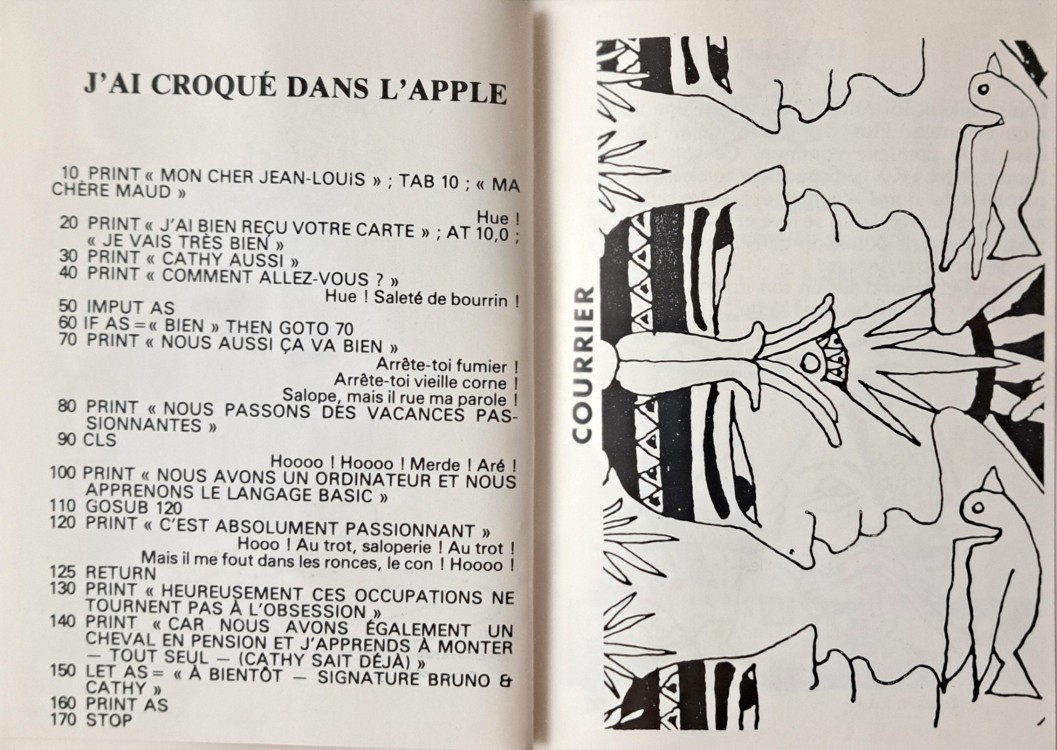 J'AI CROQUÉ DANS L'APPLE
10 PRINT « MON CHER JEAN-LOUiS » ; TAB 10 ; « MA
CHÈRE MAUD »
Hue !
20 PRINT « J'AI BIEN REÇU VOTRE CARTE » ; AT 10,0 ;
« JE VAIS TRÈS BIEN »
30 PRINT « CATHY AUSSI »
40 PRINT « COMMENT ALLEZ-VOUS ? »
Hue ! Saleté de bourrin !
50 IMPUT AS
60 IF AS = « BIEN » THEN GOTO 70
70 PRINT « NOUS AUSSI ÇA VA BIEN »
Arrête-toi fumier !
Arrête-toi vieille corne !
Salope, mais il rue ma parole !
80 PRINT « NOUS PASSONS DES VACANCES PAS-
SIONNANTES »
90 CLS
Hoooo ! Hoooo ! Merde ! Aré !
100 PRINT « NOUS AVONS UN ORDINATEUR ET NOUS
APPRENONS LE LANGAGE BASIC »
110 GOSUB 120
120 PRINT « C'EST ABSOLUMENT PASSIONNANT »
Hooo ! Au trot, saloperie ! Au trot !
Mais il me fout dans les ronces, le con ! Hoooo !
125 RETURN
130 PRINT « HEUREUSEMENT CES OCCUPATIONS NE
TOURNENT PAS À L'OBSESSION »
140 PRINT « CAR NOUS AVONS ÉGALEMENT UN
CHEVAL EN PENSION ET J'APPRENDS À MONTER
— TOUT SEUL — (CATHY SAIT DÉJÀ) »
150 LET AS = « À BIENTÔT — SIGNATURE BRUNO &
CATHY »
160 PRINT AS
170 STOP
COURRIER